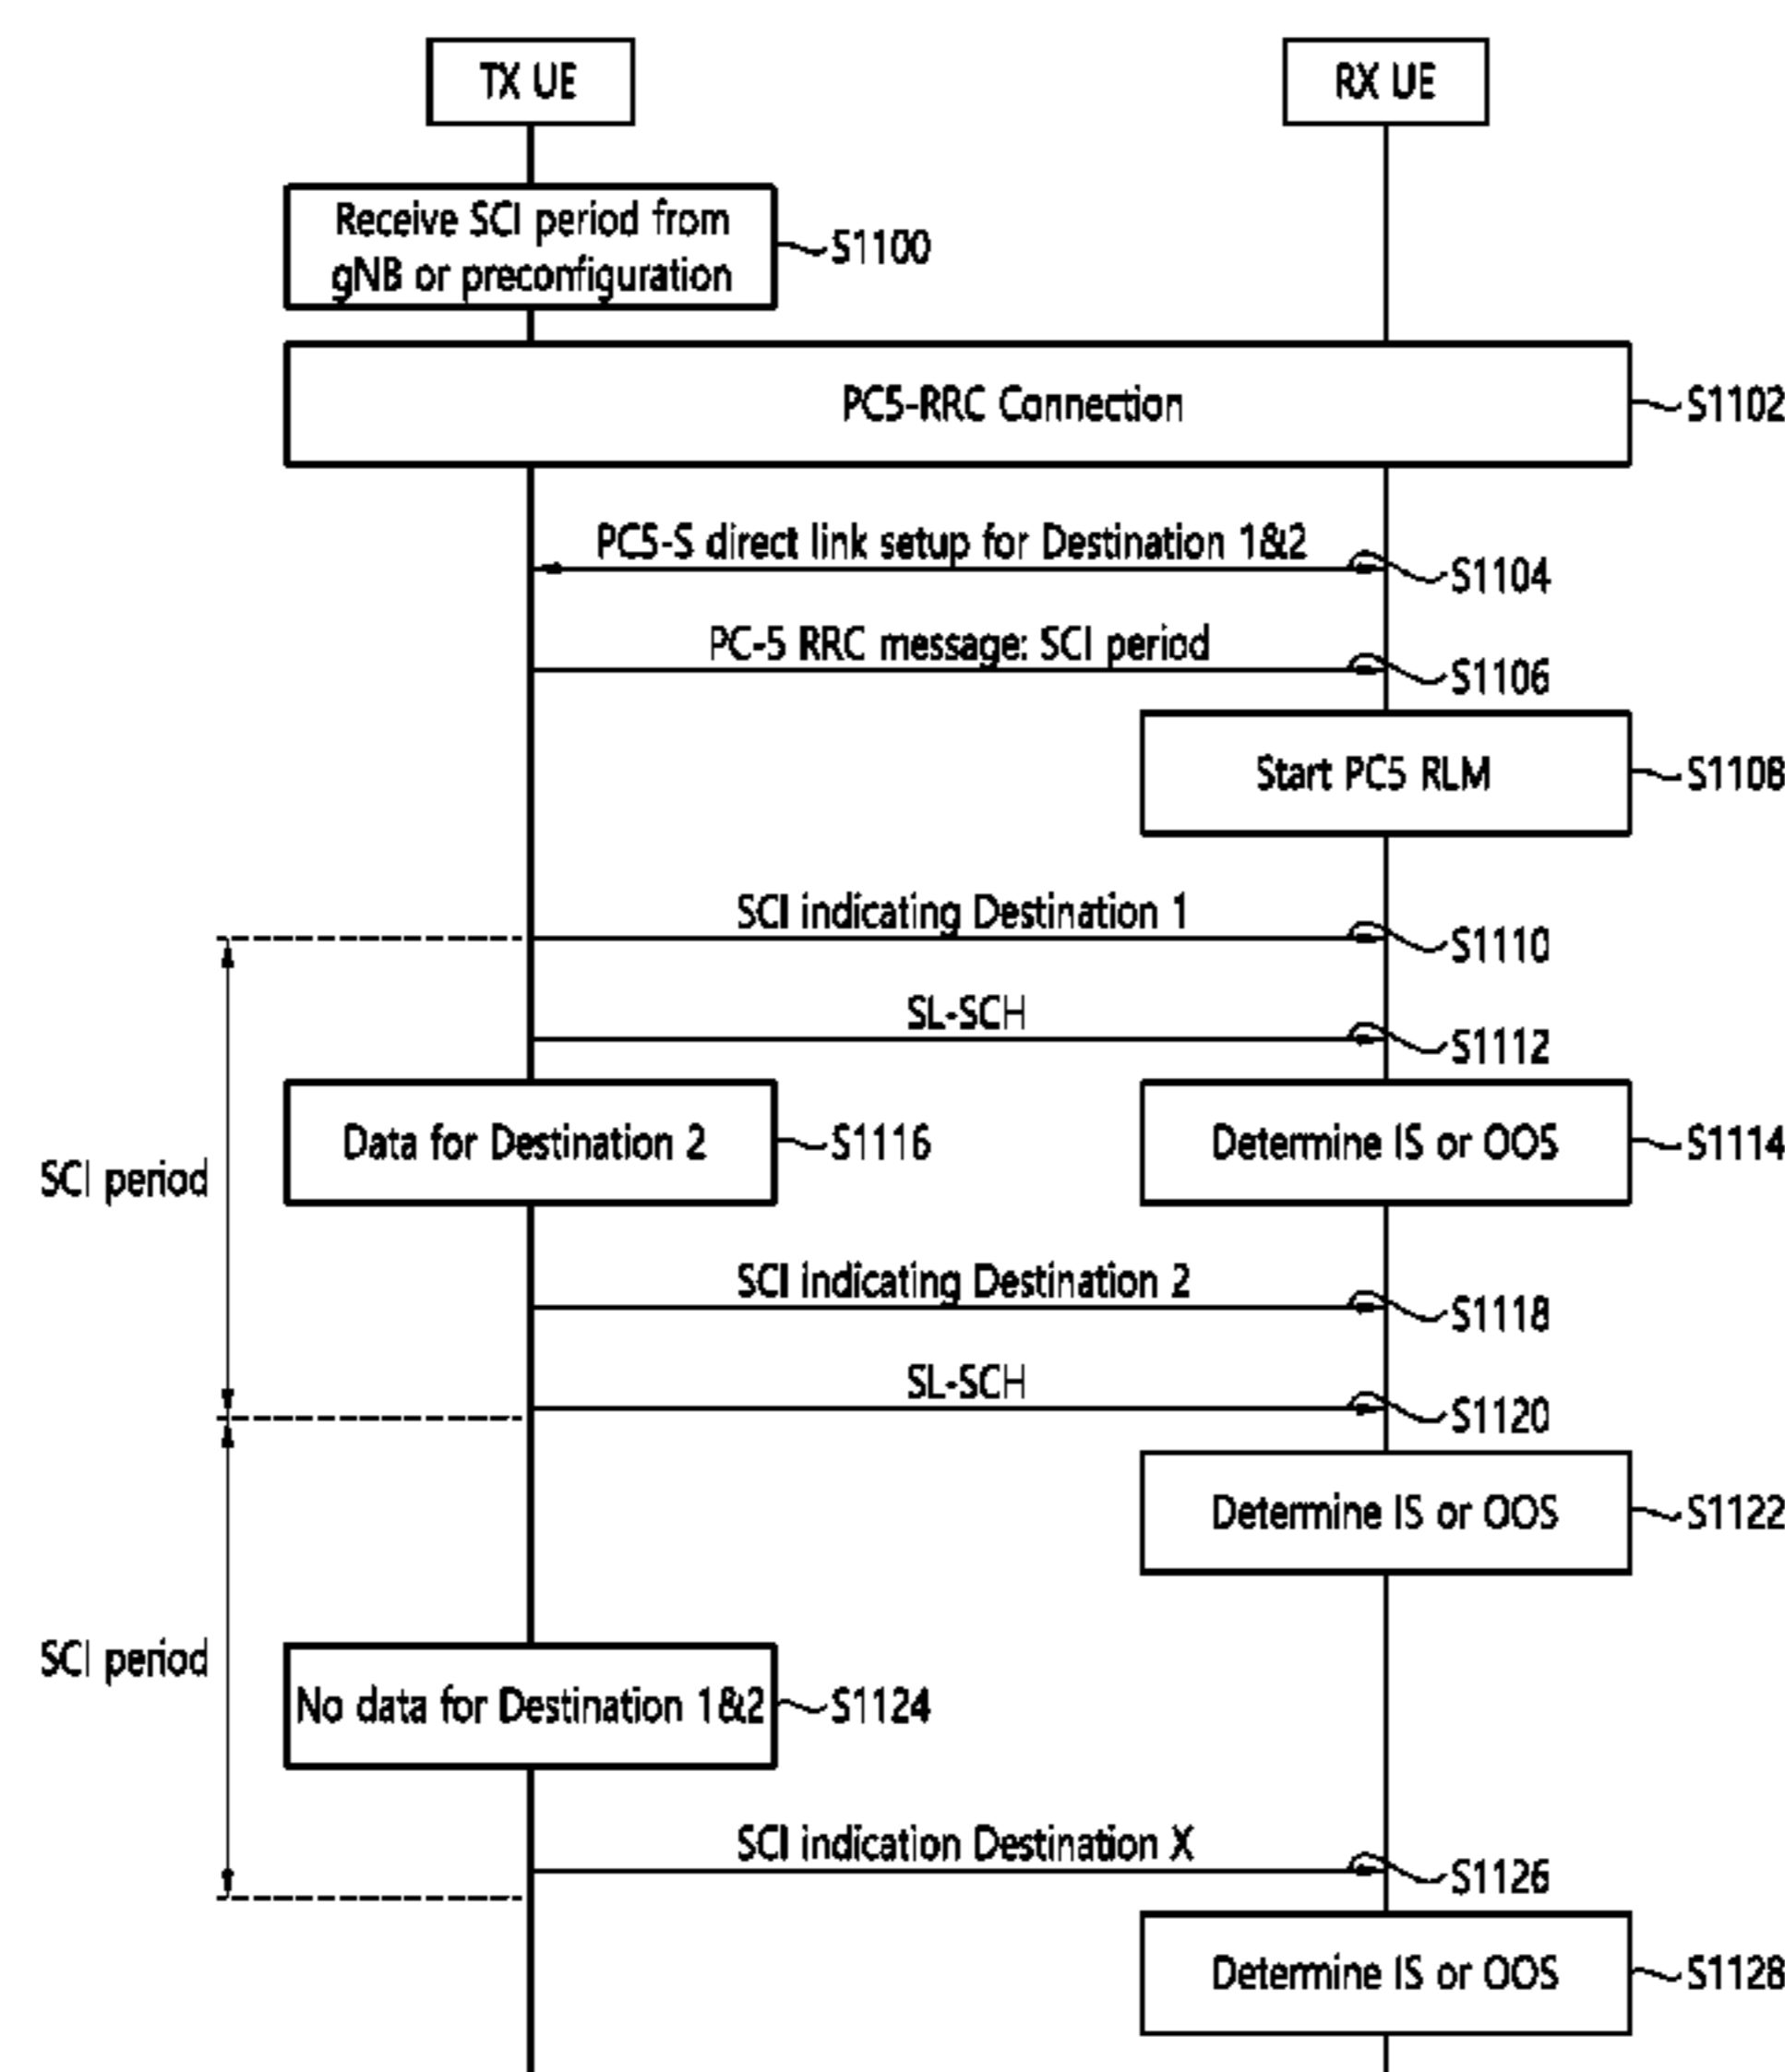 TX UE
RX UE
Receive SCI period from
gNB or preconfiguration
S1100
PC5-RRC Connection
S1102
PC5-S direct link setup for Destination 1&2
S1104
PC-5 RRC message: SCI period
S1106
Start PC5 RLM
S1108
SCI indicating Destination 1
S1110
SL-SCH
S1112
Data for Destination 2
S1116
Determine IS or OOS
S1114
SCI period
SCI indicating Destination 2
S1118
SL-SCH
S1120
Determine IS or OOS
S1122
SCI period
No data for Destination 1&2
S1124
SCI indication Destination X
S1126
Determine IS or OOS
S1128